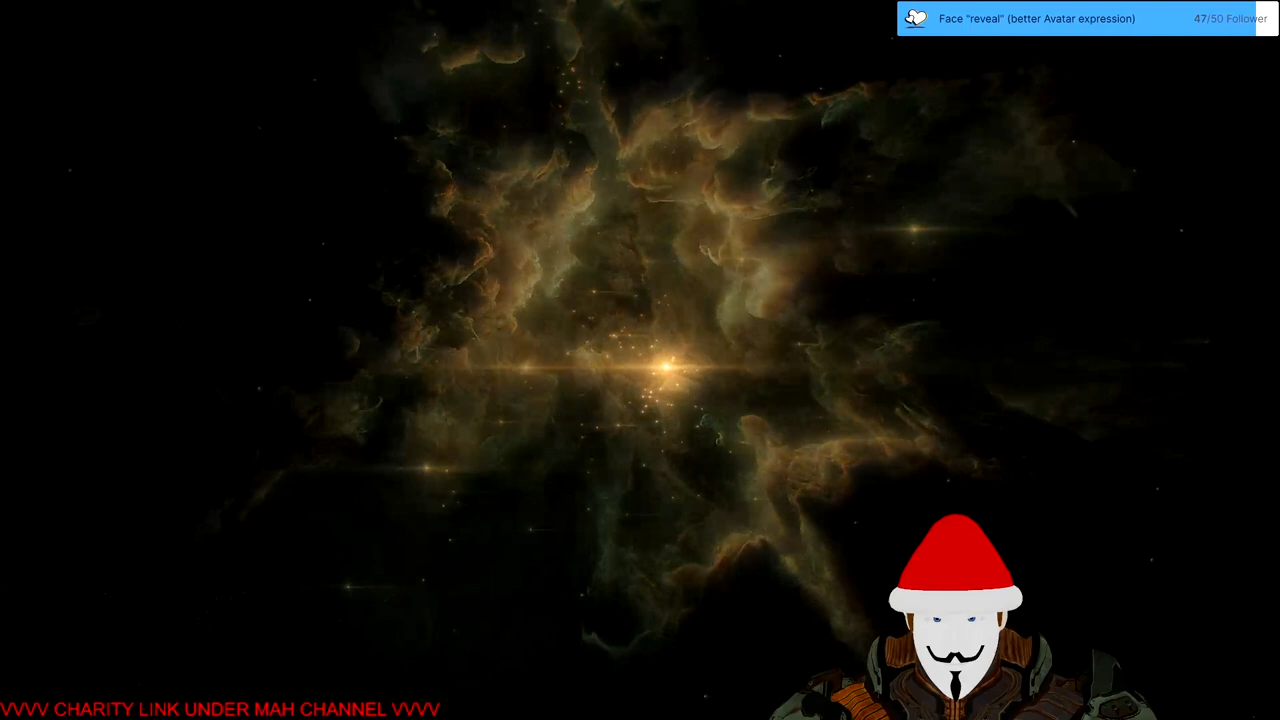 Face "reveal" (better Avatar expression) 47/50 Follower
VVVV CHARITY LINK UNDER MAH CHANNEL VVVV